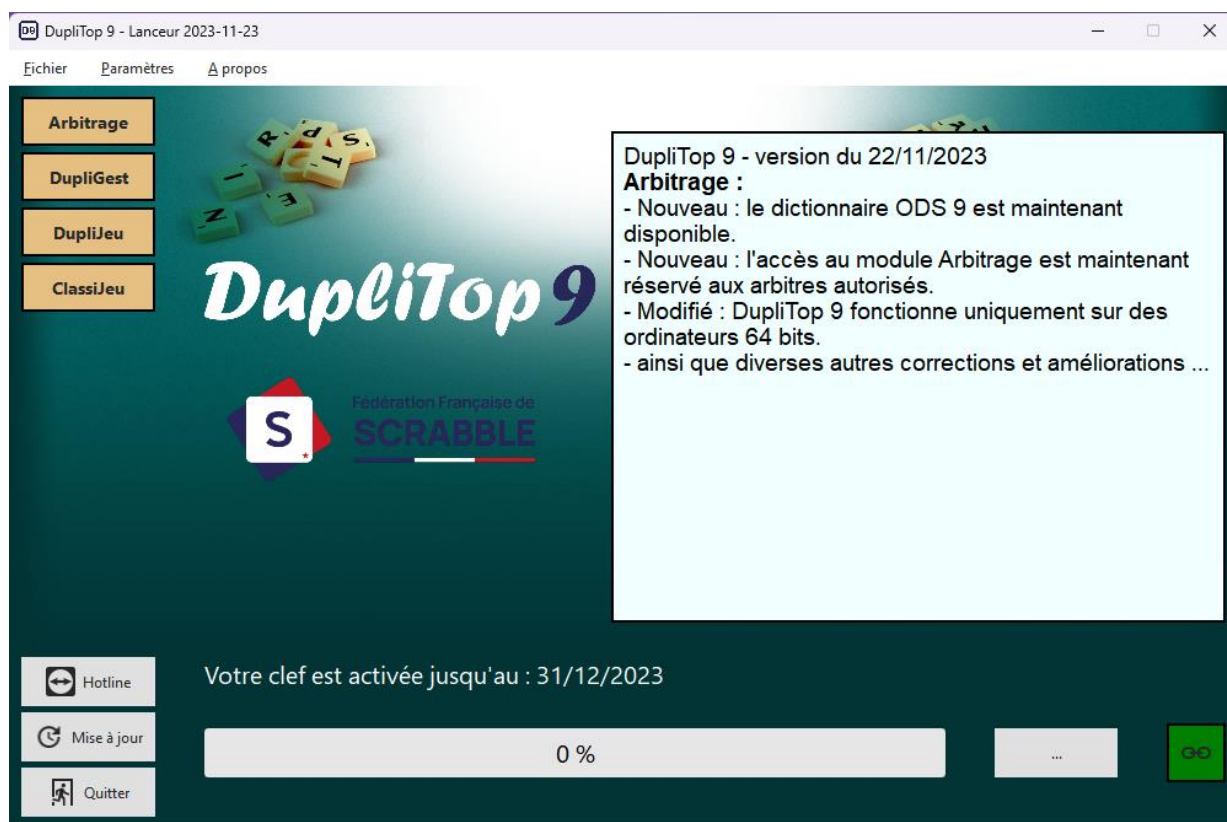 DupliTop 9 - Lanceur 2023-11-23
Fichier Paramètres A propos
Arbitrage
DupliGest
DupliJeu
ClassiJeu
DupliTop 9
S
Fédération Française de
SCRABBLE
DupliTop 9 - version du 22/11/2023
Arbitrage :
- Nouveau : le dictionnaire ODS 9 est maintenant
disponible.
- Nouveau : l'accès au module Arbitrage est maintenant
réservé aux arbitres autorisés.
- Modifié : DupliTop 9 fonctionne uniquement sur des
ordinateurs 64 bits.
- ainsi que diverses autres corrections et améliorations ...
Hotline
Votre clef est activée jusqu'au : 31/12/2023
Mise à jour
0 %
...
Quitter